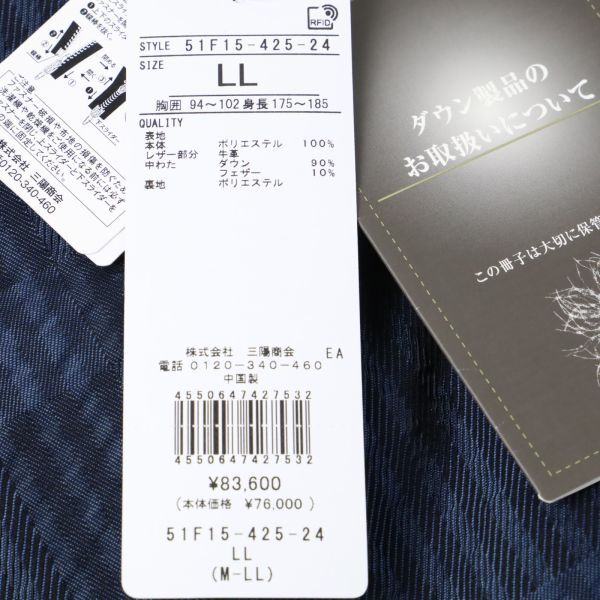 RFID
STYLE 51F15-425-24
SIZE
LL
胸囲 94～102 身長 175～185
QUALITY
表地
本体 ポリエステル 100%
レザー部分 牛革
中わた ダウン 90%
フェザー 10%
裏地 ポリエステル
株式会社 三陽商会 EA
電話 0120-340-460
中国製
4550647427532
4550647427532
¥83,600
(本体価格 ¥76,000)
51F15-425-24
LL
(M-LL)
ダウン製品の
お取扱いについて
この冊子は大切に保管
ご注意
株式会社 三陽商会
0120-340-460